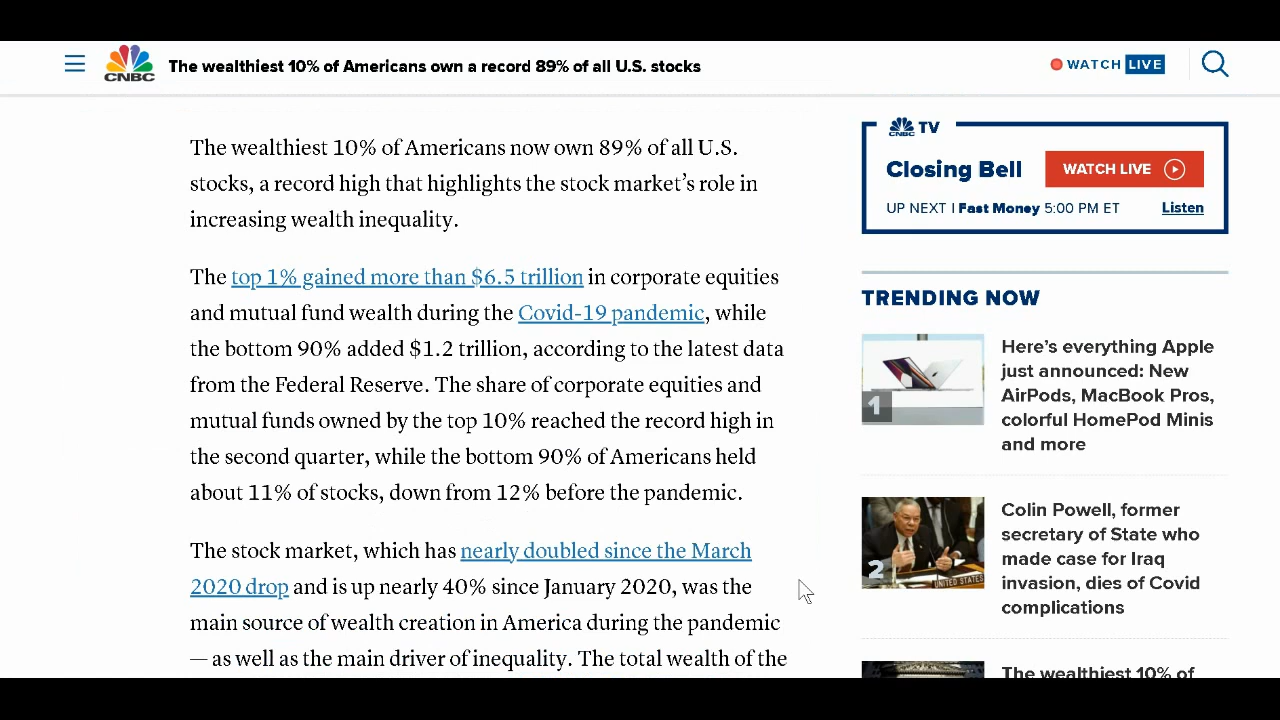 CNBC
The wealthiest 10% of Americans own a record 89% of all U.S. stocks
WATCH LIVE
The wealthiest 10% of Americans now own 89% of all U.S.
stocks, a record high that highlights the stock market’s role in
increasing wealth inequality.
The top 1% gained more than $6.5 trillion in corporate equities
and mutual fund wealth during the Covid-19 pandemic, while
the bottom 90% added $1.2 trillion, according to the latest data
from the Federal Reserve. The share of corporate equities and
mutual funds owned by the top 10% reached the record high in
the second quarter, while the bottom 90% of Americans held
about 11% of stocks, down from 12% before the pandemic.
The stock market, which has nearly doubled since the March
2020 drop and is up nearly 40% since January 2020, was the
main source of wealth creation in America during the pandemic
— as well as the main driver of inequality. The total wealth of the
CNBC TV
Closing Bell
WATCH LIVE
UP NEXT | Fast Money 5:00 PM ET
Listen
TRENDING NOW
1
Here’s everything Apple
just announced: New
AirPods, MacBook Pros,
colorful HomePod Minis
and more
2
UNITED STATES
Colin Powell, former
secretary of State who
made case for Iraq
invasion, dies of Covid
complications
The wealthiest 10% of